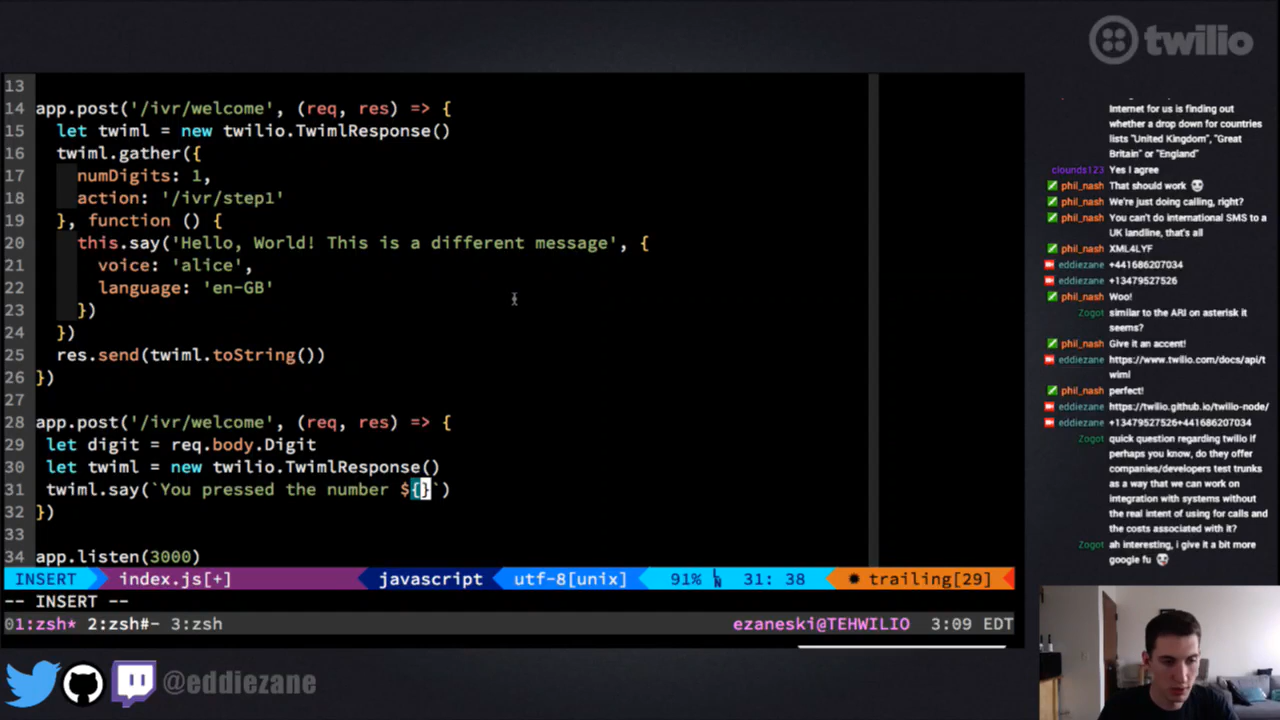 twilio
13
14 app.post('/ivr/welcome', (req, res) => {
15 let twiml = new twilio.TwimlResponse()
16 twiml.gather({
17 numDigits: 1,
18 action: '/ivr/step1'
19 }, function () {
20 this.say('Hello, World! This is a different message', {
21 voice: 'alice',
22 language: 'en-GB'
23 })
24 })
25 res.send(twiml.toString())
26 })
27
28 app.post('/ivr/welcome', (req, res) => {
29 let digit = req.body.Digit
30 let twiml = new twilio.TwimlResponse()
31 twiml.say(`You pressed the number ${}`)
32 })
33
34 app.listen(3000)
INSERT index.js[+] javascript utf-8[unix] 91% 31: 38 trailing[29]
-- INSERT --
01:zsh* 2:zsh#- 3:zsh ezaneski@TEHWILIO 3:09 EDT
@eddiezane
Internet for us is finding out
whether a drop down for countries
lists "United Kingdom", "Great
Britain" or "England"
clounds123 Yes I agree
phil_nash That should work
phil_nash We're just doing calling, right?
phil_nash You can't do international SMS to a
UK landline, that's all
phil_nash XML4LYF
eddiezane +441686207034
eddiezane +13479527526
phil_nash Woo!
Zogot similar to the ARI on asterisk it
seems?
phil_nash Give it an accent!
eddiezane https://www.twilio.com/docs/api/t
wiml
phil_nash perfect!
eddiezane https://twilio.github.io/twilio-node/
eddiezane +13479527526+441686207034
Zogot quick question regarding twilio if
perhaps you know, do they offer
companies/developers test trunks
as a way that we can work on
integration with systems without
the real intent of using for calls and
the costs associated with it?
Zogot ah interesting, i give it a bit more
google fu